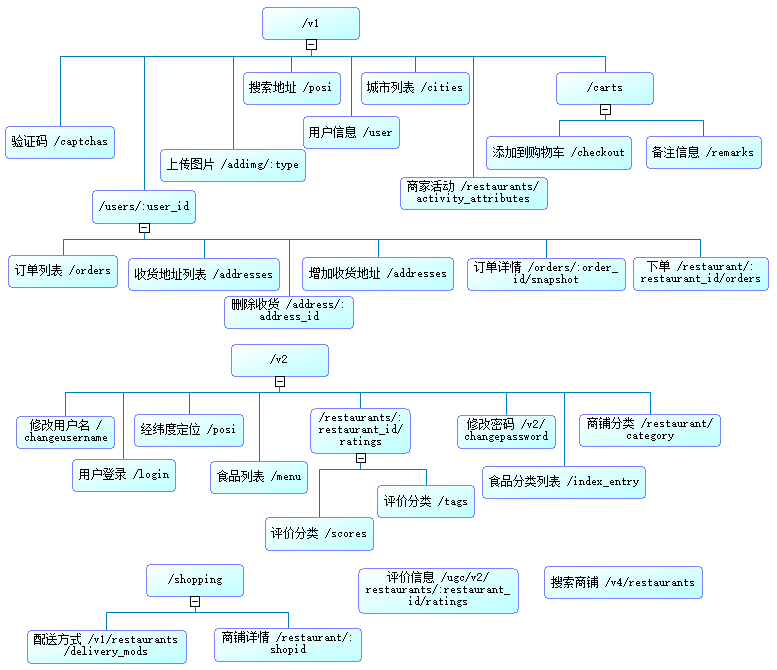 /v1
搜索地址 /posi
城市列表 /cities
/carts
验证码 /captchas
用户信息 /user
上传图片 /addimg/:type
添加到购物车 /checkout
备注信息 /remarks
商家活动 /restaurants/
activity_attributes
/users/:user_id
订单列表 /orders
收货地址列表 /addresses
增加收货地址 /addresses
订单详情 /orders/:order_
id/snapshot
下单 /restaurant/:
restaurant_id/orders
删除收货 /address/:
address_id
/v2
修改用户名 /
changeusername
经纬度定位 /posi
/restaurants/:
restaurant_id/
ratings
修改密码 /v2/
changepassword
商铺分类 /restaurant/
category
用户登录 /login
食品列表 /menu
食品分类列表 /index_entry
评价分类 /tags
评价分类 /scores
/shopping
评价信息 /ugc/v2/
restaurants/:restaurant_
id/ratings
搜索商铺 /v4/restaurants
配送方式 /v1/restaurants
/delivery_mods
商铺详情 /restaurant/:
shopid